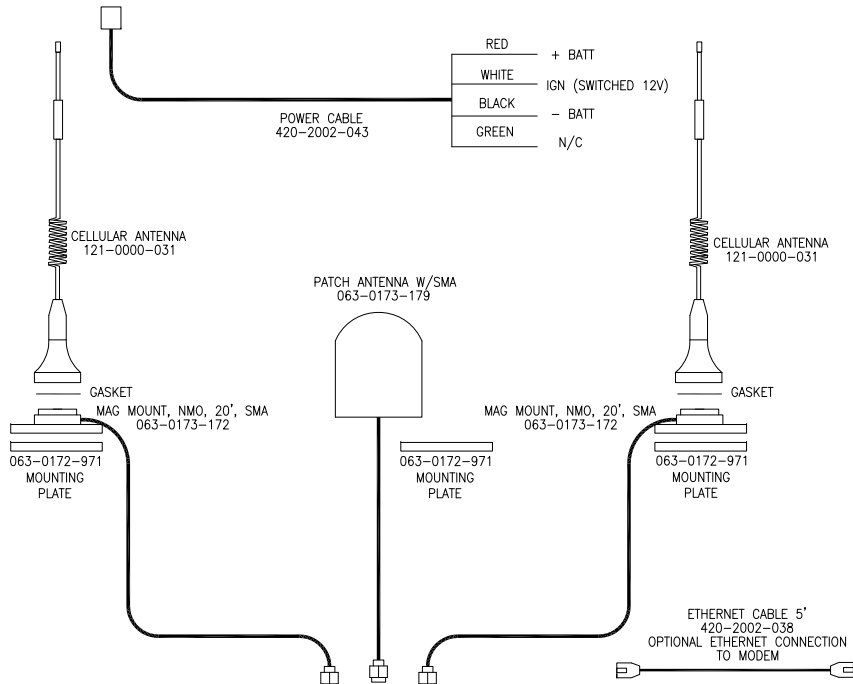 RED
+ BATT
WHITE
IGN (SWITCHED 12V)
BLACK
- BATT
GREEN
N/C
POWER CABLE
420-2002-043
CELLULAR ANTENNA
121-0000-031
CELLULAR ANTENNA
121-0000-031
PATCH ANTENNA W/SMA
063-0173-179
GASKET
MAG MOUNT, NMO, 20', SMA
063-0173-172
063-0172-971
MOUNTING
PLATE
063-0172-971
MOUNTING
PLATE
GASKET
MAG MOUNT, NMO, 20', SMA
063-0173-172
063-0172-971
MOUNTING
PLATE
ETHERNET CABLE 5'
420-2002-038
OPTIONAL ETHERNET CONNECTION
TO MODEM